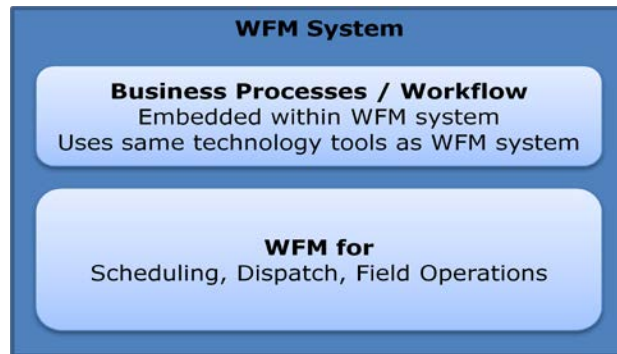 WFM System
Business Processes / Workflow
Embedded within WFM system
Uses same technology tools as WFM system
WFM for
Scheduling, Dispatch, Field Operations